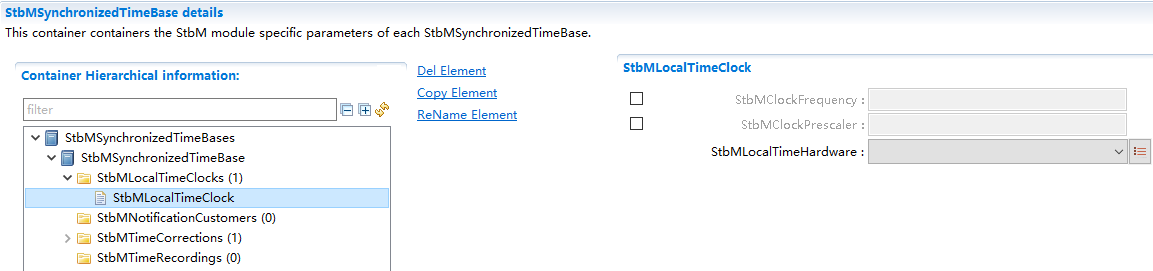 StbMSynchronizedTimeBase details
This container containers the StbM module specific parameters of each StbMSynchronizedTimeBase.
Container Hierarchical information:
filter
StbMSynchronizedTimeBases
StbMSynchronizedTimeBase
StbMLocalTimeClocks (1)
StbMLocalTimeClock
StbMNotificationCustomers (0)
StbMTimeCorrections (1)
StbMTimeRecordings (0)
Del Element
Copy Element
ReName Element
StbMLocalTimeClock
StbMClockFrequency :
StbMClockPrescaler :
StbMLocalTimeHardware :